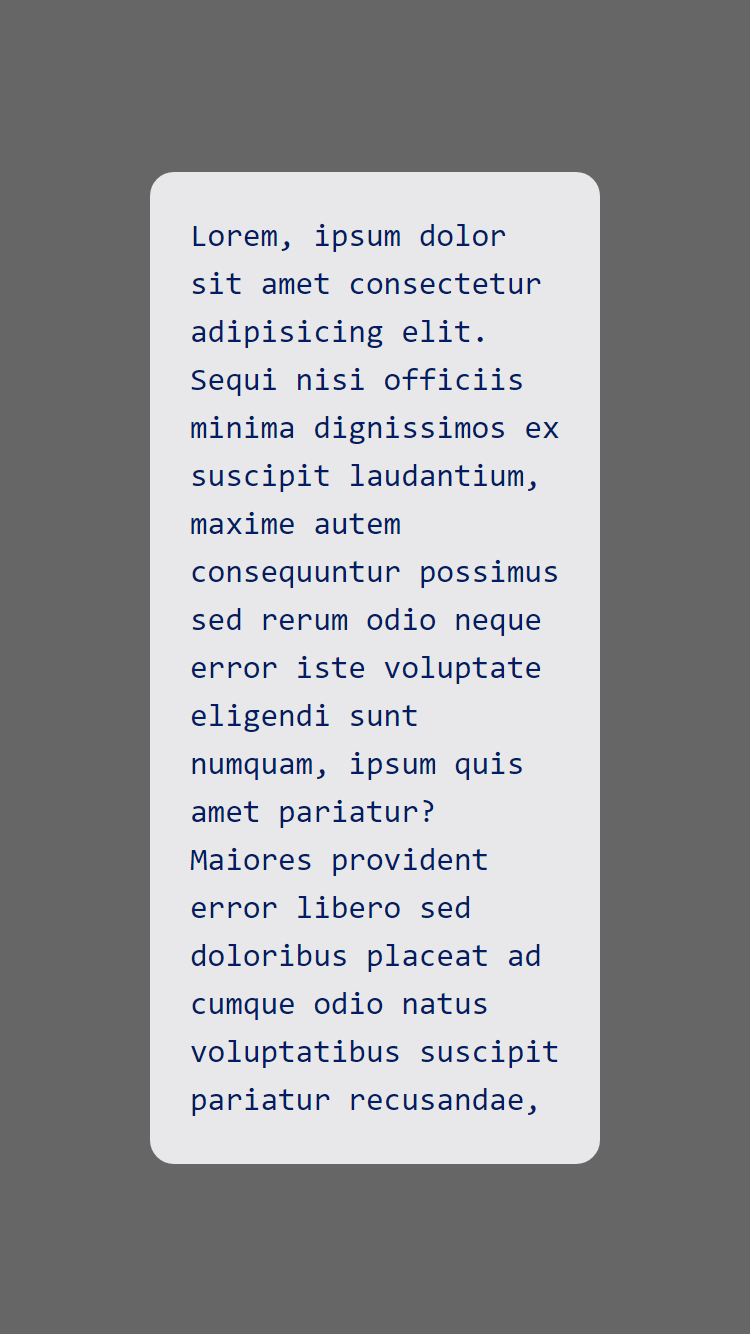 Lorem, ipsum dolor
sit amet consectetur
adipisicing elit.
Sequi nisi officiis
minima dignissimos ex
suscipit laudantium,
maxime autem
consequuntur possimus
sed rerum odio neque
error iste voluptate
eligendi sunt
numquam, ipsum quis
amet pariatur?
Maiores provident
error libero sed
doloribus placeat ad
cumque odio natus
voluptatibus suscipit
pariatur recusandae,